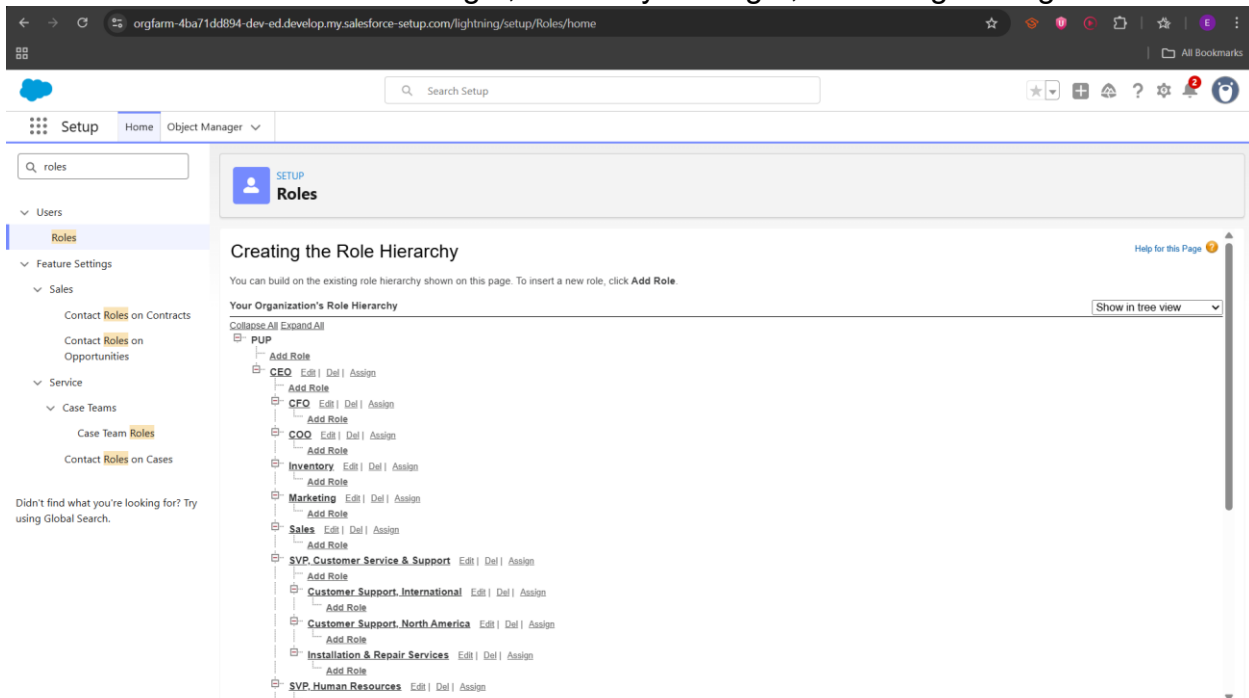 orgfarm-4ba71dd894-dev-ed.develop.my.salesforce-setup.com/lightning/setup/Roles/home
E
All Bookmarks
Search Setup
2
Setup Home Object Manager
roles
SETUP
Roles
Users
Roles
Feature Settings
Sales
Contact Roles on Contracts
Contact Roles on
Opportunities
Service
Case Teams
Case Team Roles
Contact Roles on Cases
Didn't find what you're looking for? Try
using Global Search.
Creating the Role Hierarchy
Help for this Page
You can build on the existing role hierarchy shown on this page. To insert a new role, click Add Role.
Your Organization's Role Hierarchy
Show in tree view
Collapse All Expand All
PUP
Add Role
CEO Edit | Del | Assign
Add Role
CFO Edit | Del | Assign
Add Role
COO Edit | Del | Assign
Add Role
Inventory Edit | Del | Assign
Add Role
Marketing Edit | Del | Assign
Add Role
Sales Edit | Del | Assign
Add Role
SVP, Customer Service & Support Edit | Del | Assign
Add Role
Customer Support, International Edit | Del | Assign
Add Role
Customer Support, North America Edit | Del | Assign
Add Role
Installation & Repair Services Edit | Del | Assign
Add Role
SVP, Human Resources Edit | Del | Assign